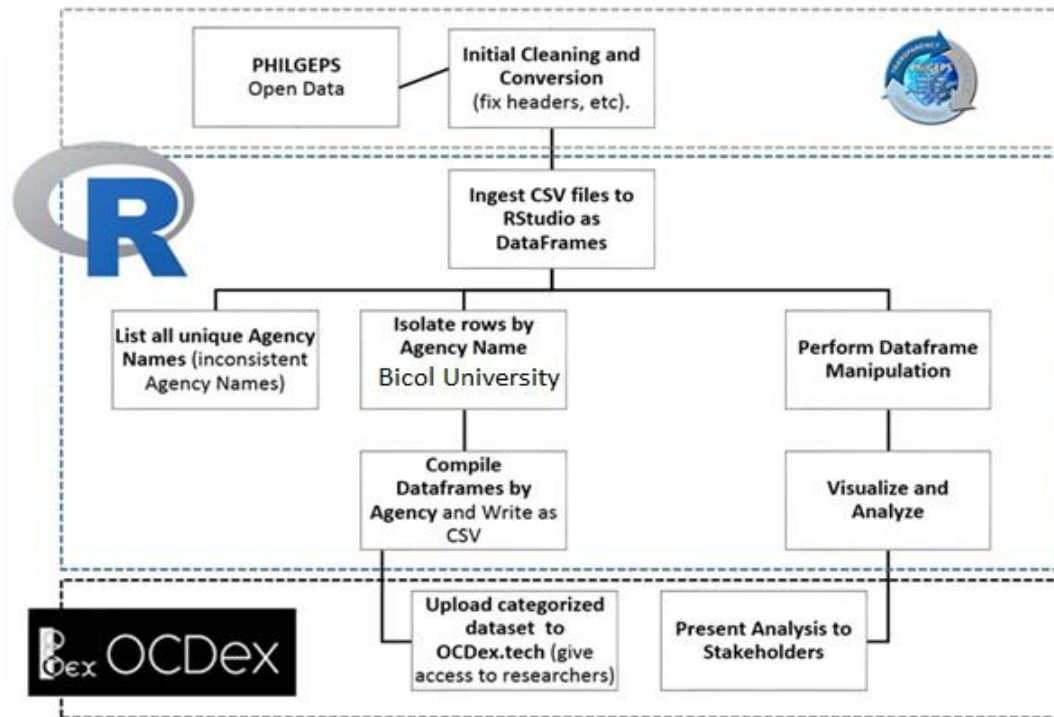 PHILGEPS
Open Data
Initial Cleaning and
Conversion
(fix headers, etc).
TRANSPARENCY
PHILGEPS
R
Ingest CSV files to
RStudio as
DataFrames
List all unique Agency
Names (inconsistent
Agency Names)
Isolate rows by
Agency Name
Bicol University
Perform Dataframe
Manipulation
Compile
Dataframes by
Agency and Write as
CSV
Visualize and
Analyze
OCDex
Upload categorized
dataset to
OCDex.tech (give
access to researchers)
Present Analysis to
Stakeholders